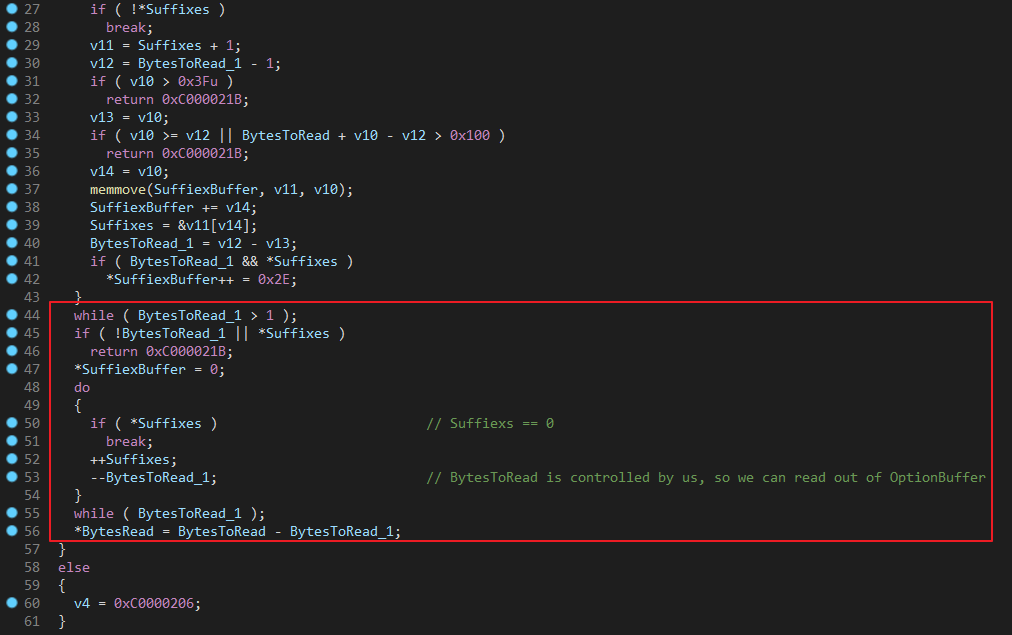 27 if ( !*Suffixes )
28 break;
29 v11 = Suffixes + 1;
30 v12 = BytesToRead_1 - 1;
31 if ( v10 > 0x3Fu )
32 return 0xC000021B;
33 v13 = v10;
34 if ( v10 >= v12 || BytesToRead + v10 - v12 > 0x100 )
35 return 0xC000021B;
36 v14 = v10;
37 memmove(SuffiexBuffer, v11, v10);
38 SuffiexBuffer += v14;
39 Suffixes = &v11[v14];
40 BytesToRead_1 = v12 - v13;
41 if ( BytesToRead_1 && *Suffixes )
42 *SuffiexBuffer++ = 0x2E;
43 }
44 while ( BytesToRead_1 > 1 );
45 if ( !BytesToRead_1 || *Suffixes )
46 return 0xC000021B;
47 *SuffiexBuffer = 0;
48 do
49 {
50 if ( *Suffixes ) // Suffiexs == 0
51 break;
52 ++Suffixes;
53 --BytesToRead_1; // BytesToRead is controlled by us, so we can read out of OptionBuffer
54 }
55 while ( BytesToRead_1 );
56 *BytesRead = BytesToRead - BytesToRead_1;
57 }
58 else
59 {
60 v4 = 0xC0000206;
61 }